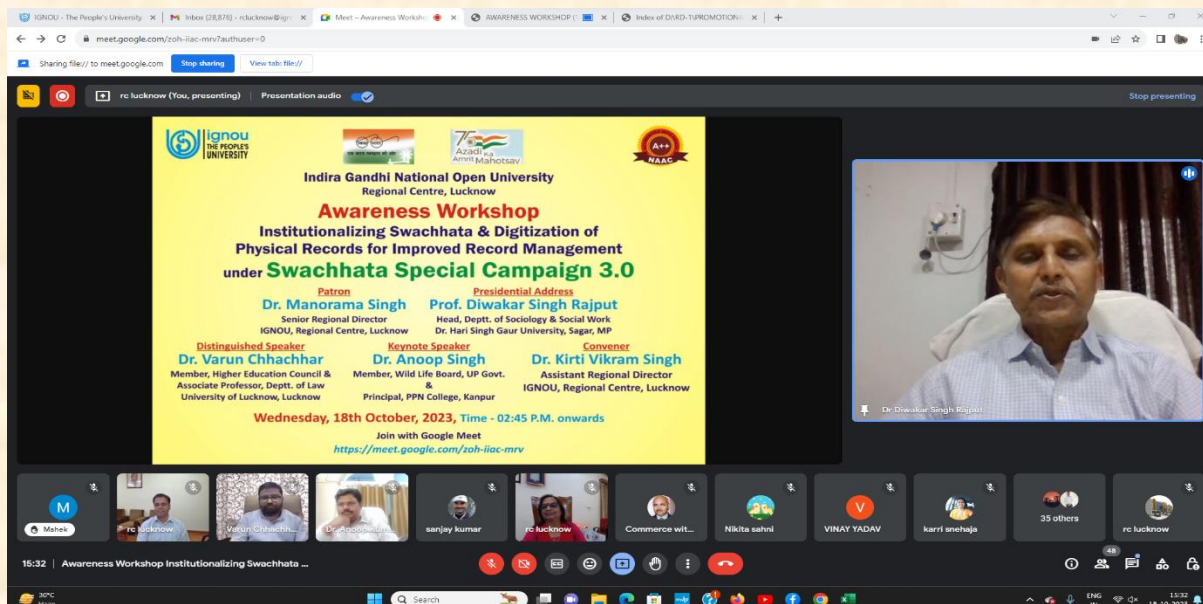 IGNOU - The People's University
Inbox (28,876) - rclucknow@ign
Meet – Awareness Worksho
AWARENESS WORKSHOP (
Index of D:\RD-1\PROMOTION
meet.google.com/zoh-iiac-mrv?authuser=0
Sharing file:// to meet.google.com
Stop sharing
View tab: file://
rc lucknow (You, presenting)
Presentation audio
Stop presenting
ignou
THE PEOPLE'S
UNIVERSITY
75
Azadi Ka
Amrit Mahotsav
A++
NAAC
Indira Gandhi National Open University
Regional Centre, Lucknow
Awareness Workshop
Institutionalizing Swachhata & Digitization of
Physical Records for Improved Record Management
under Swachhata Special Campaign 3.0
Patron
Dr. Manorama Singh
Senior Regional Director
IGNOU, Regional Centre, Lucknow
Presidential Address
Prof. Diwakar Singh Rajput
Head, Deptt. of Sociology & Social Work
Dr. Hari Singh Gaur University, Sagar, MP
Distinguished Speaker
Dr. Varun Chhachhar
Member, Higher Education Council &
Associate Professor, Deptt. of Law
University of Lucknow, Lucknow
Keynote Speaker
Dr. Anoop Singh
Member, Wild Life Board, UP Govt.
&
Principal, PPN College, Kanpur
Convener
Dr. Kirti Vikram Singh
Assistant Regional Director
IGNOU, Regional Centre, Lucknow
Wednesday, 18th October, 2023, Time - 02:45 P.M. onwards
Join with Google Meet
https://meet.google.com/zoh-iiac-mrv
Dr Diwakar Singh Rajput
M
Mahek
rc lucknow
Varun Chhachh...
sanjay kumar
rc lucknow
Commerce wit...
Nikita sahni
V
VINAY YADAV
karri snehaja
35 others
rc lucknow
15:32 | Awareness Workshop Institutionalizing Swachhata ...
48
30°C
Search
ENG
IN
15:32
18-10-2023